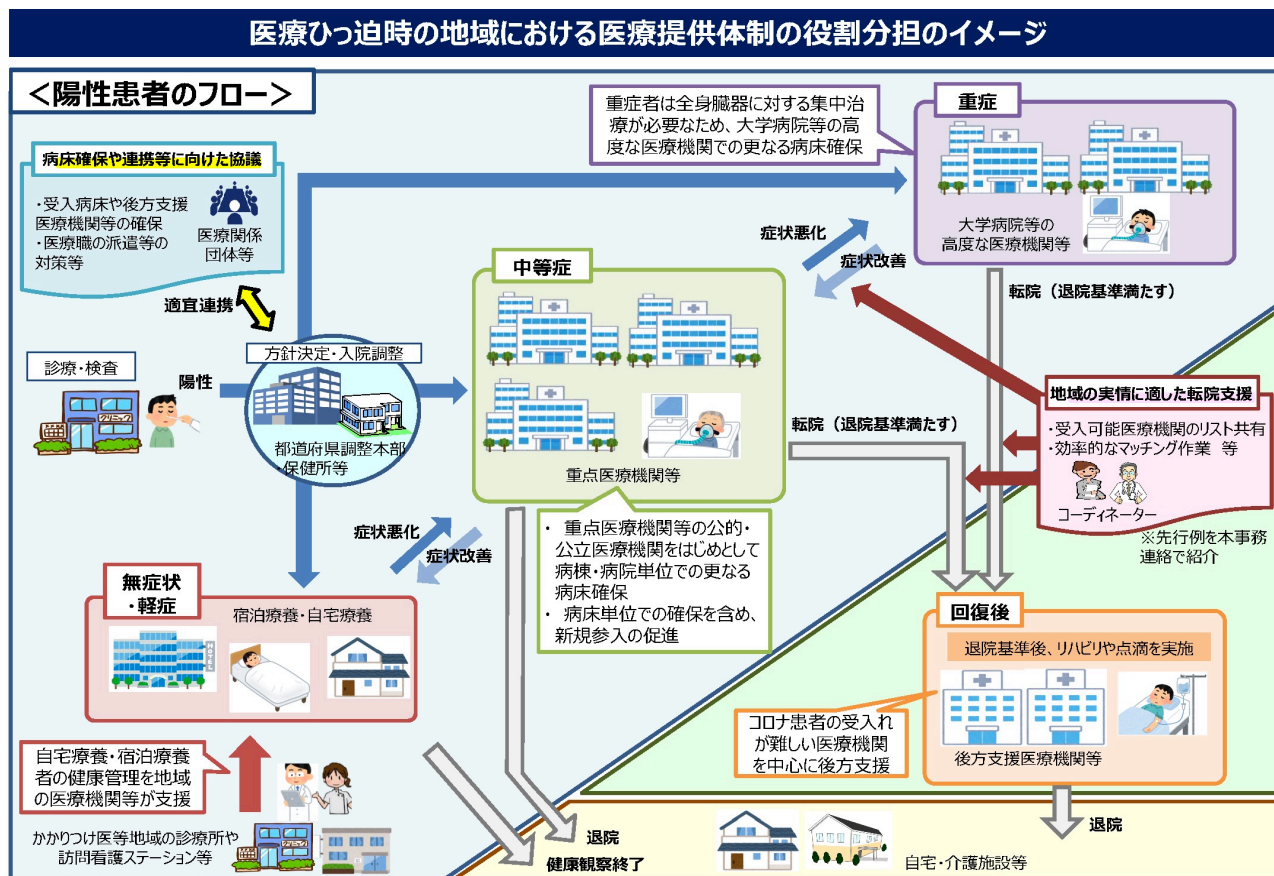 医療ひっ迫時の地域における医療提供体制の役割分担のイメージ
＜陽性患者のフロー＞
病床確保や連携等に向けた協議
・受入病床や後方支援
医療機関等の確保
・医療職の派遣等の
対策等
医療関係
団体等
適宜連携
診療・検査
クリニック
陽性
方針決定・入院調整
都道府県調整本部
・保健所等
重症者は全身臓器に対する集中治
療が必要なため、大学病院等の高
度な医療機関での更なる病床確保
重症
大学病院等の
高度な医療機関等
症状悪化
症状改善
中等症
重点医療機関等
・ 重点医療機関等の公的・
公立医療機関をはじめとして
病棟・病院単位での更なる
病床確保
・ 病床単位での確保を含め、
新規参入の促進
転院（退院基準満たす）
転院（退院基準満たす）
地域の実情に適した転院支援
・受入可能医療機関のリスト共有
・効率的なマッチング作業 等
コーディネーター
※先行例を本事務
連絡で紹介
症状悪化
症状改善
無症状
・軽症
宿泊療養・自宅療養
HOTEL
自宅療養・宿泊療養
者の健康管理を地域
の医療機関等が支援
かかりつけ医等地域の診療所や
訪問看護ステーション等
クリニック
回復後
退院基準後、リハビリや点滴を実施
後方支援医療機関等
コロナ患者の受入れ
が難しい医療機関
を中心に後方支援
退院
健康観察終了
退院
自宅・介護施設等